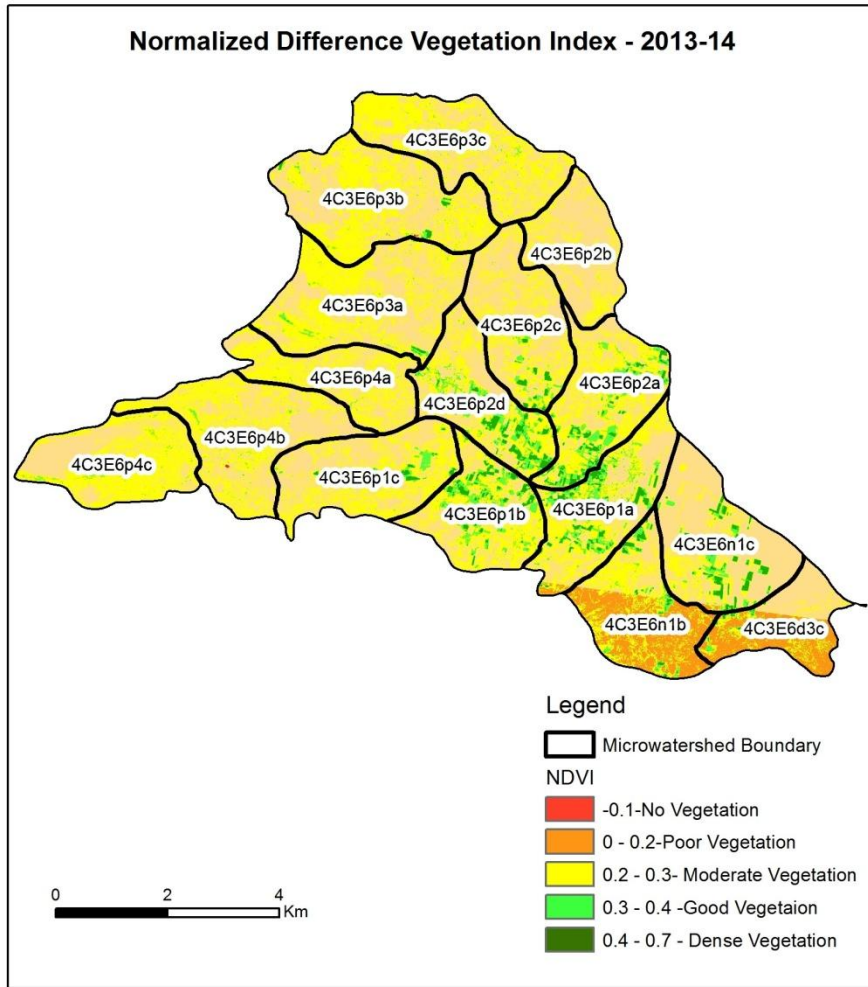 Normalized Difference Vegetation Index - 2013-14
4C3E6p3c
4C3E6p3b
4C3E6p2b
4C3E6p3a
4C3E6p2c
4C3E6p4a
4C3E6p2a
4C3E6p2d
4C3E6p4b
4C3E6p4c
4C3E6p1c
4C3E6p1b
4C3E6p1a
4C3E6n1c
4C3E6n1b
4C3E6d3c
Legend
Microwatershed Boundary
NDVI
-0.1-No Vegetation
0 - 0.2-Poor Vegetation
0.2 - 0.3- Moderate Vegetation
0.3 - 0.4 -Good Vegetaion
0.4 - 0.7 - Dense Vegetation
0 2 4
Km